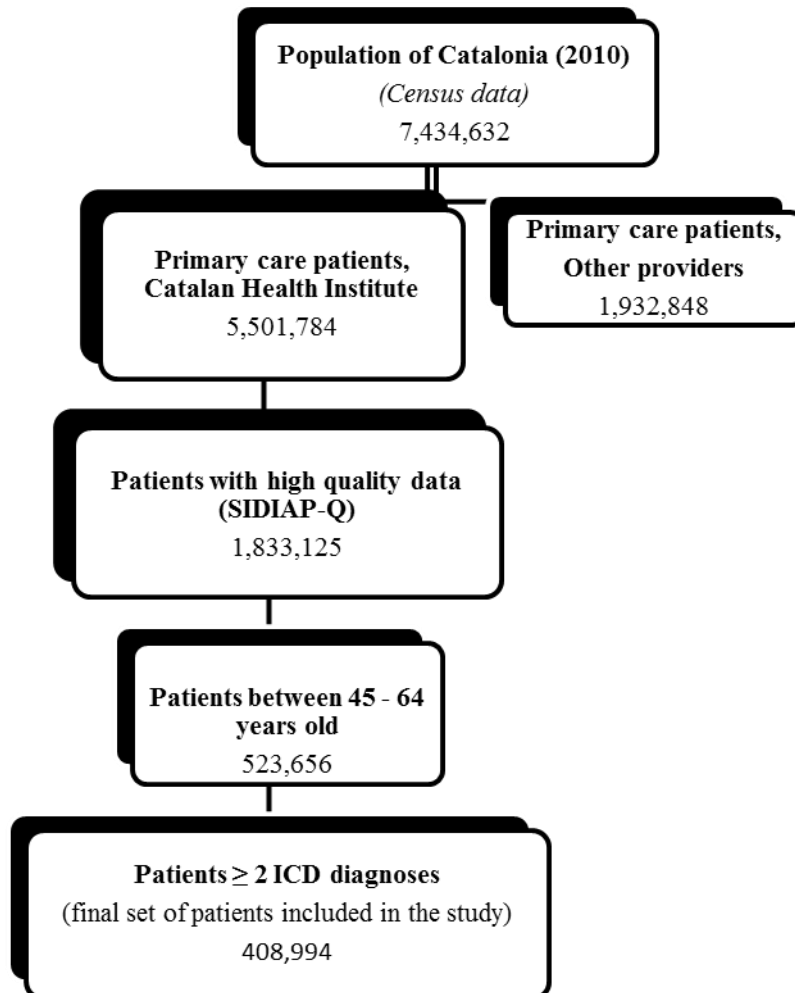 Population of Catalonia (2010)
(Census data)
7,434,632
Primary care patients,
Catalan Health Institute
5,501,784
Primary care patients,
Other providers
1,932,848
Patients with high quality data
(SIDIAP-Q)
1,833,125
Patients between 45 - 64
years old
523,656
Patients ≥ 2 ICD diagnoses
(final set of patients included in the study)
408,994